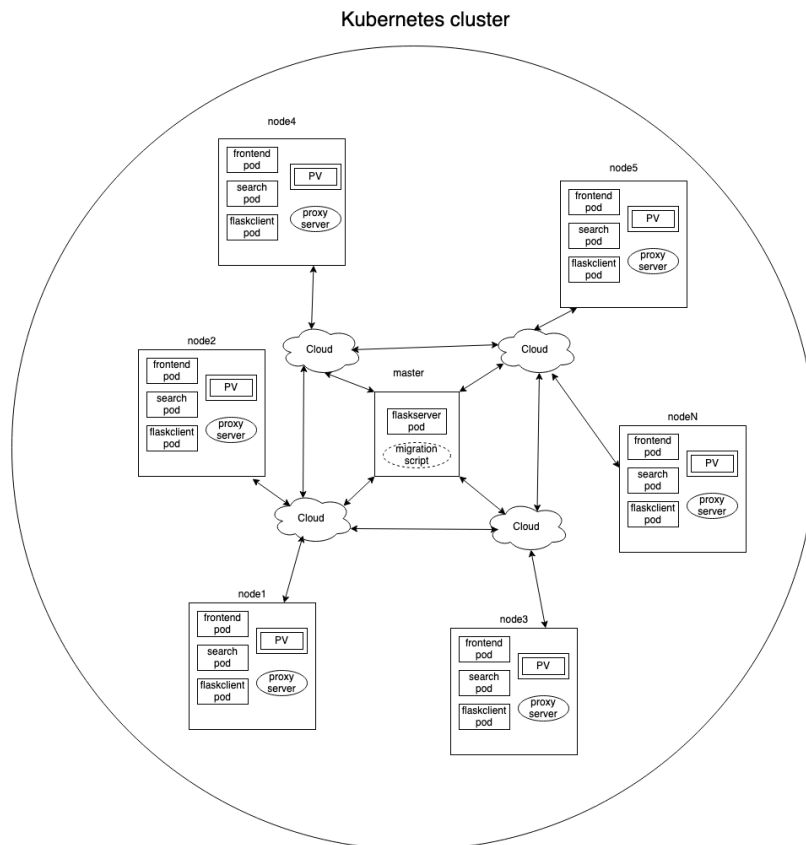 Kubernetes cluster
node4
frontend
pod
search
pod
flaskclient
pod
PV
proxy
server
node5
frontend
pod
search
pod
flaskclient
pod
PV
proxy
server
node2
frontend
pod
search
pod
flaskclient
pod
PV
proxy
server
Cloud
Cloud
master
flaskserver
pod
migration
script
nodeN
frontend
pod
search
pod
flaskclient
pod
PV
proxy
server
Cloud
Cloud
node1
frontend
pod
search
pod
flaskclient
pod
PV
proxy
server
node3
frontend
pod
search
pod
flaskclient
pod
PV
proxy
server